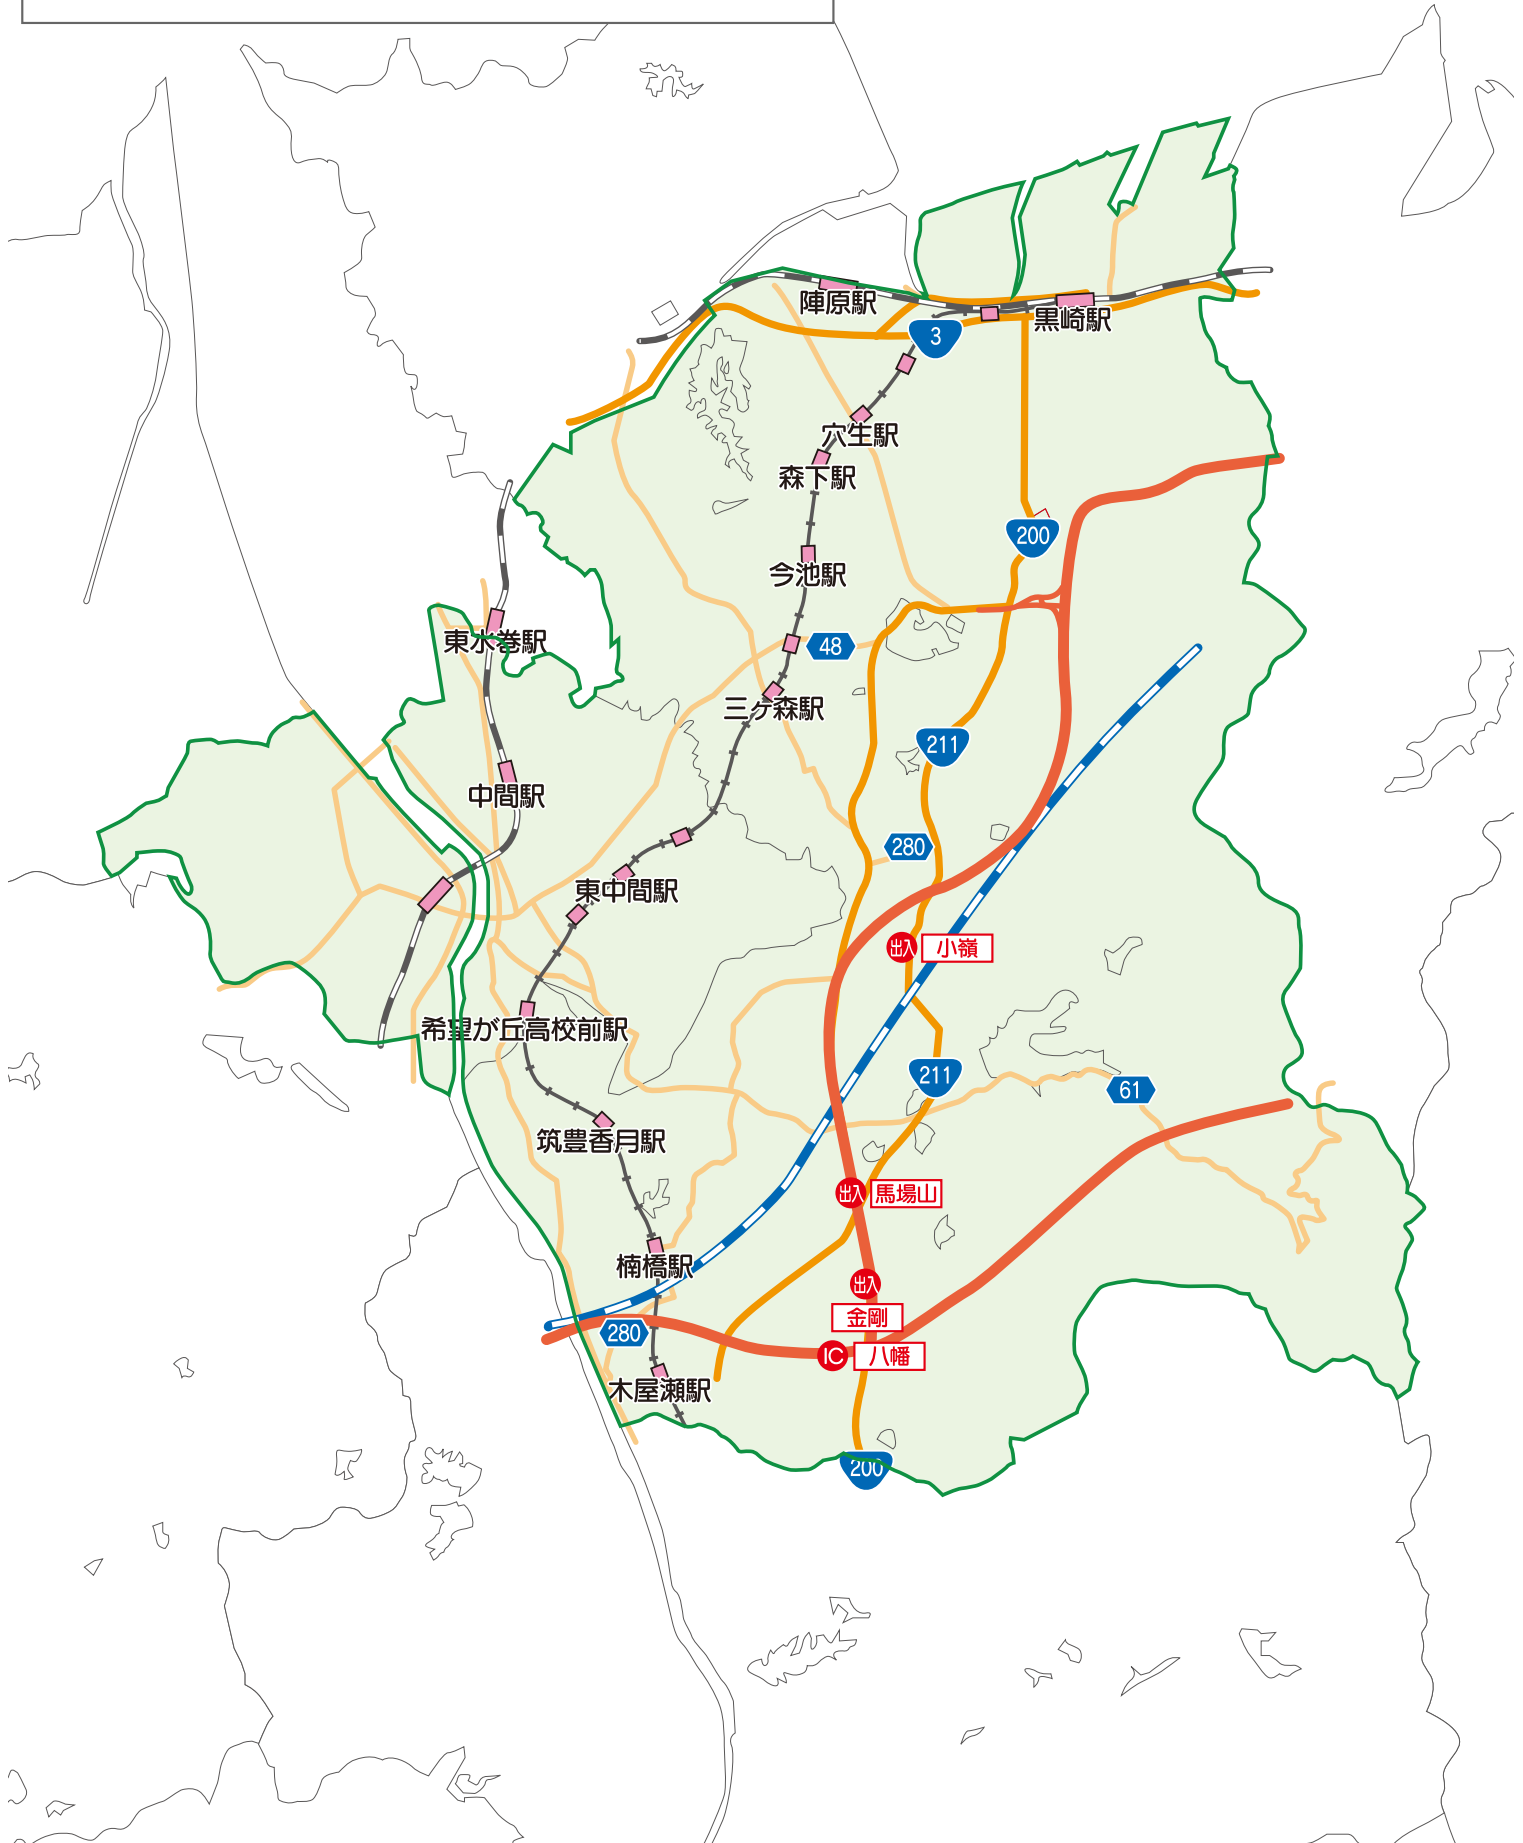 陣原駅
黒崎駅
3
穴生駅
森下駅
200
今池駅
東水巻駅
48
三ヶ森駅
211
中間駅
280
東中間駅
出入
小嶺
希望が丘高校前駅
211
61
筑豊香月駅
出入
馬場山
楠橋駅
出入
金剛
280
IC
八幡
木屋瀬駅
200